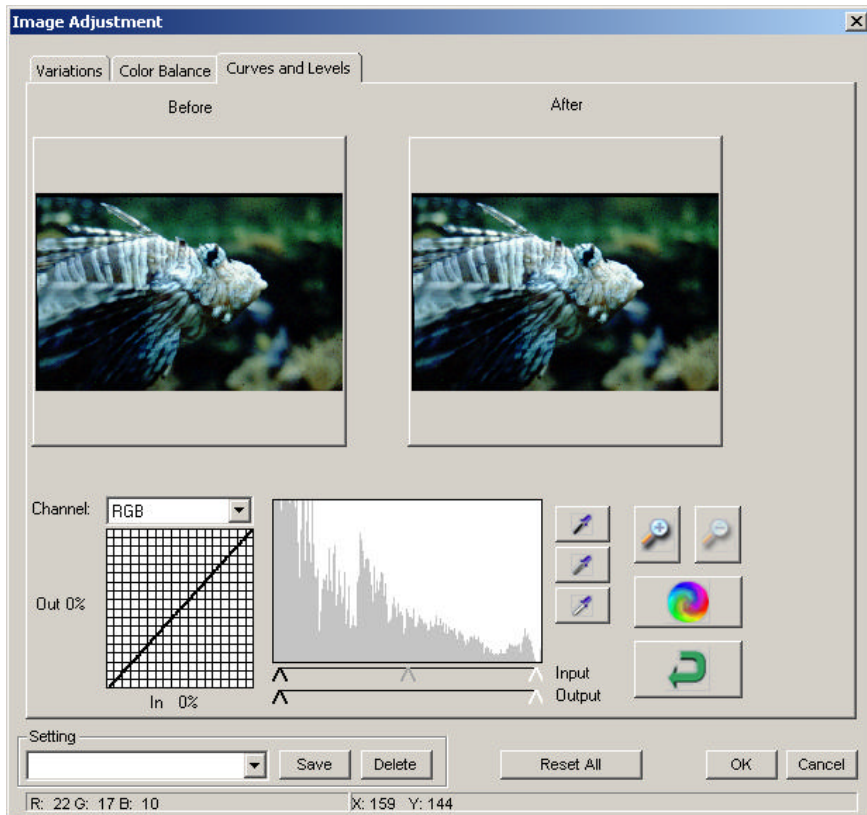 Image Adjustment
Variations
Color Balance
Curves and Levels
Before
After
Channel:
RGB
Out 0%
In 0%
Input
Output
Setting
Save
Delete
Reset All
OK
Cancel
R: 22 G: 17 B: 10
X: 159 Y: 144